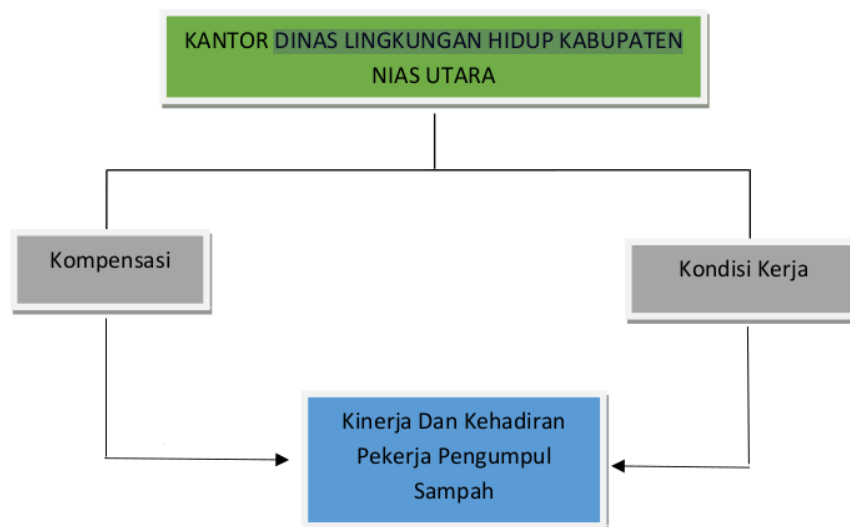 KANTOR DINAS LINGKUNGAN HIDUP KABUPATEN
NIAS UTARA
Kompensasi
Kondisi Kerja
Kinerja Dan Kehadiran
Pekerja Pengumpul
Sampah